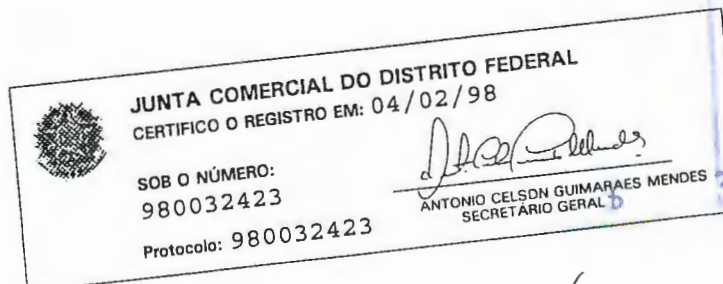 JUNTA COMERCIAL DO DISTRITO FEDERAL
CERTIFICO O REGISTRO EM: 04/02/98
SOB O NÚMERO:
980032423
Protocolo: 980032423
ANTONIO CELSON GUIMARAES MENDES
SECRETÁRIO GERAL